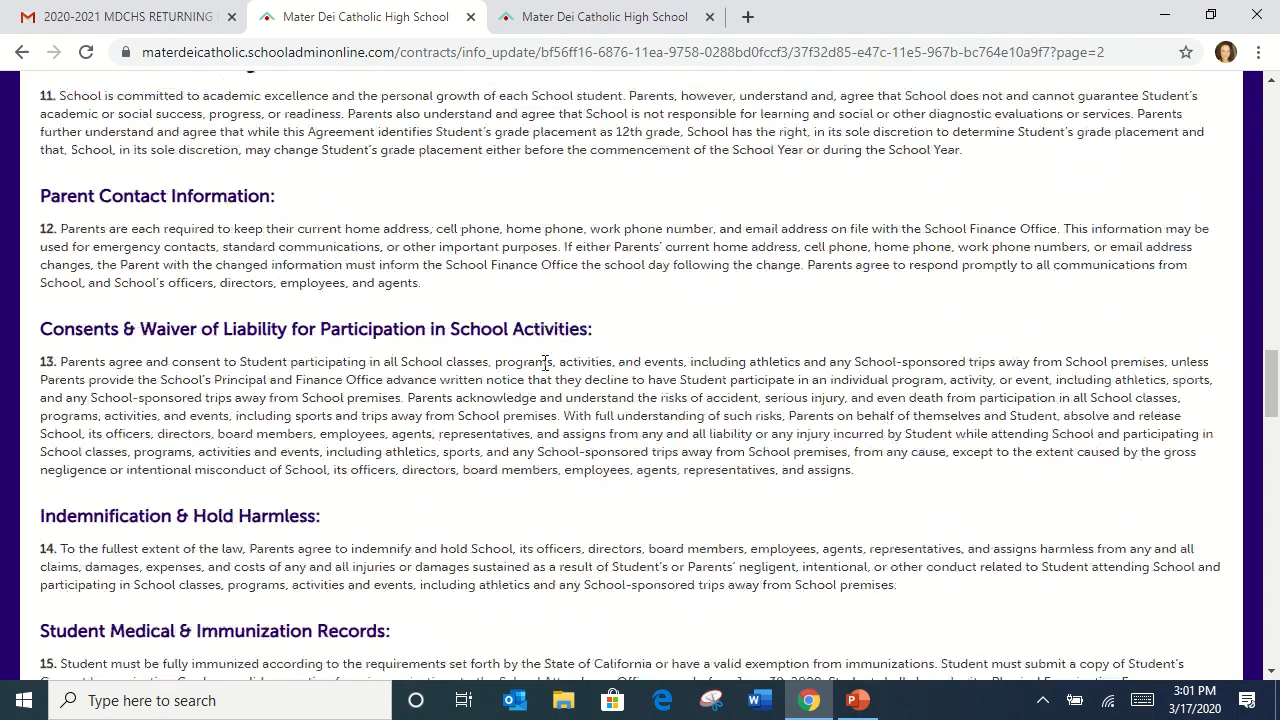 2020-2021 MDCHS RETURNING
Mater Dei Catholic High School
Mater Dei Catholic High School
materdeicatholic.schooladminonline.com/contracts/info_update/bf56ff16-6876-11ea-9758-0288bd0fccf3/37f32d85-e47c-11e5-967b-bc764e10a9f7?page=2
11. School is committed to academic excellence and the personal growth of each School student. Parents, however, understand and, agree that School does not and cannot guarantee Student's
academic or social success, progress, or readiness. Parents also understand and agree that School is not responsible for learning and social or other diagnostic evaluations or services. Parents
further understand and agree that while this Agreement identifies Student's grade placement as 12th grade, School has the right, in its sole discretion to determine Student's grade placement and
that, School, in its sole discretion, may change Student's grade placement either before the commencement of the School Year or during the School Year.
Parent Contact Information:
12. Parents are each required to keep their current home address, cell phone, home phone, work phone number, and email address on file with the School Finance Office. This information may be
used for emergency contacts, standard communications, or other important purposes. If either Parents' current home address, cell phone, home phone, work phone numbers, or email address
changes, the Parent with the changed information must inform the School Finance Office the school day following the change. Parents agree to respond promptly to all communications from
School, and School's officers, directors, employees, and agents.
Consents & Waiver of Liability for Participation in School Activities:
13. Parents agree and consent to Student participating in all School classes, programs, activities, and events, including athletics and any School-sponsored trips away from School premises, unless
Parents provide the School's Principal and Finance Office advance written notice that they decline to have Student participate in an individual program, activity, or event, including athletics, sports,
and any School-sponsored trips away from School premises. Parents acknowledge and understand the risks of accident, serious injury, and even death from participation in all School classes,
programs, activities, and events, including sports and trips away from School premises. With full understanding of such risks, Parents on behalf of themselves and Student, absolve and release
School, its officers, directors, board members, employees, agents, representatives, and assigns from any and all liability or any injury incurred by Student while attending School and participating in
School classes, programs, activities and events, including athletics, sports, and any School-sponsored trips away from School premises, from any cause, except to the extent caused by the gross
negligence or intentional misconduct of School, its officers, directors, board members, employees, agents, representatives, and assigns.
Indemnification & Hold Harmless:
14. To the fullest extent of the law, Parents agree to indemnify and hold School, its officers, directors, board members, employees, agents, representatives, and assigns harmless from any and all
claims, damages, expenses, and costs of any and all injuries or damages sustained as a result of Student's or Parents' negligent, intentional, or other conduct related to Student attending School and
participating in School classes, programs, activities and events, including athletics and any School-sponsored trips away from School premises.
Student Medical & Immunization Records:
15. Student must be fully immunized according to the requirements set forth by the State of California or have a valid exemption from immunizations. Student must submit a copy of Student's
Type here to search
3:01 PM
3/17/2020